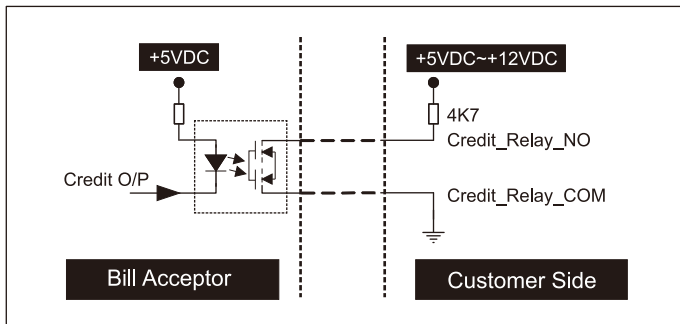 +5VDC
+5VDC~+12VDC
4K7
Credit_Relay_NO
Credit O/P
Credit_Relay_COM
Bill Acceptor
Customer Side